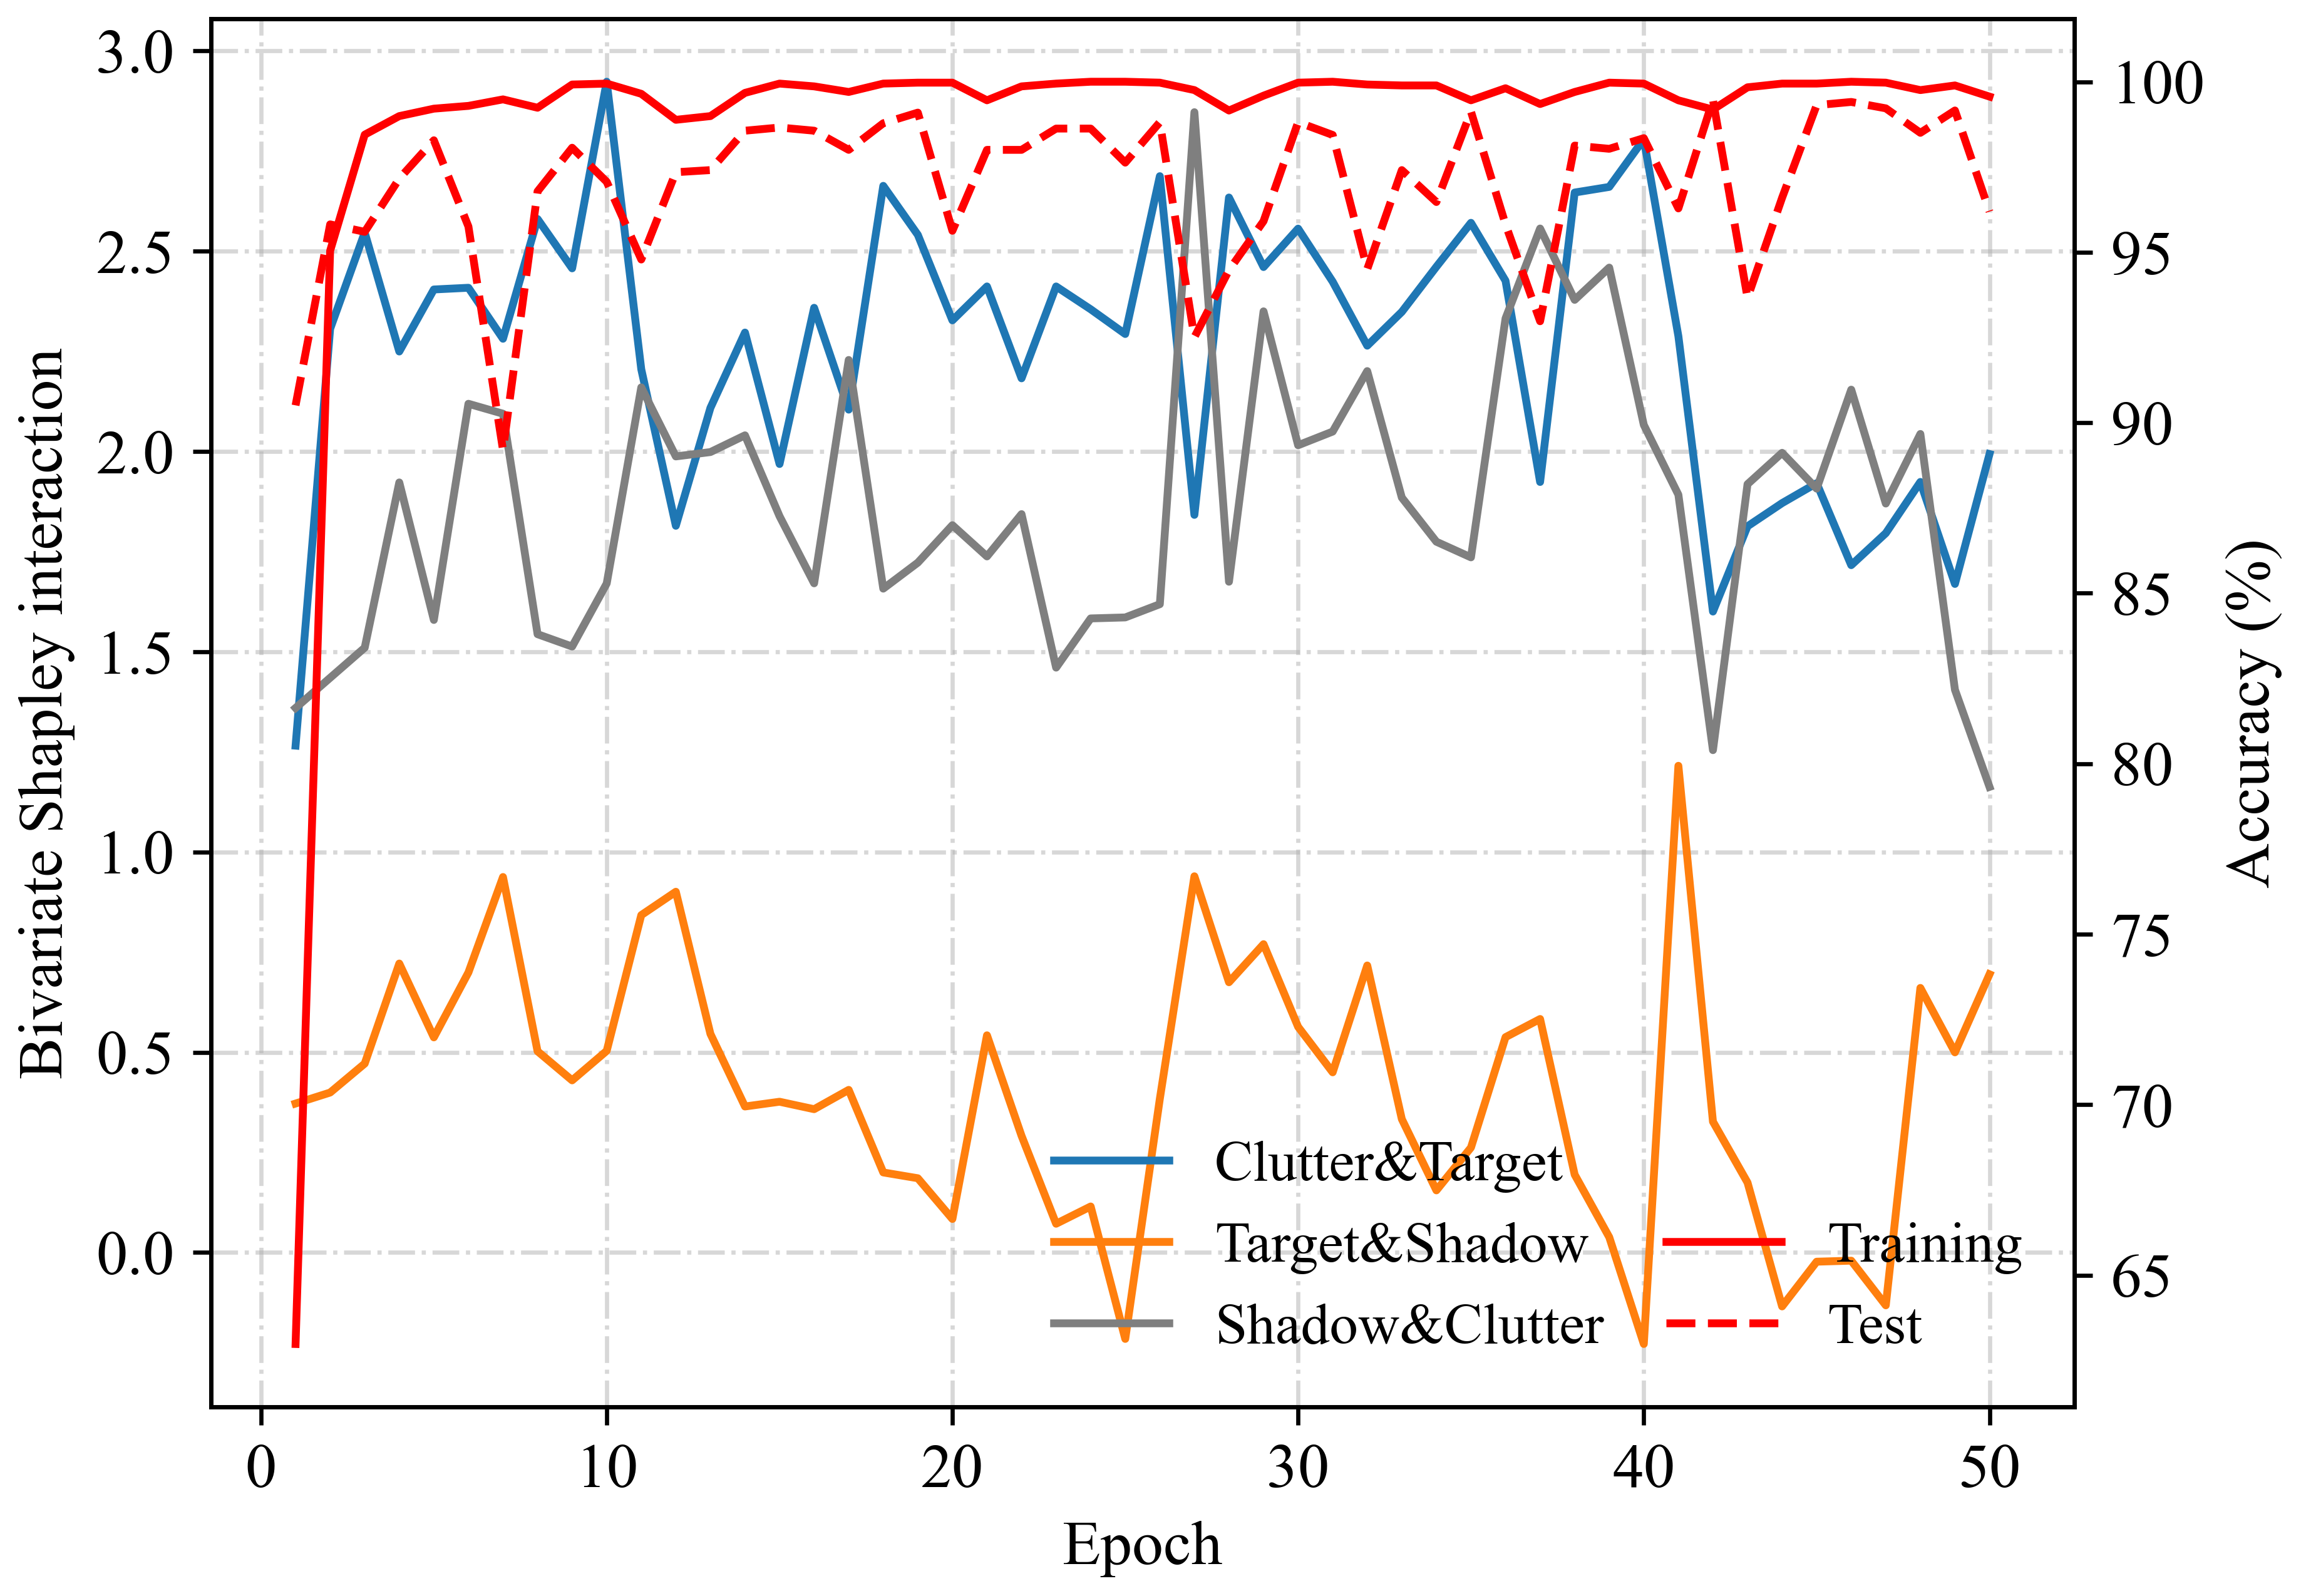 Bivariate Shapley interaction
3.0
2.5
2.0
1.5
1.0
0.5
0.0
100
95
90
85
80
75
70
65
Accuracy (%)
Clutter&Target
Target&Shadow
Shadow&Clutter
Training
Test
0 10 20 30 40 50
Epoch